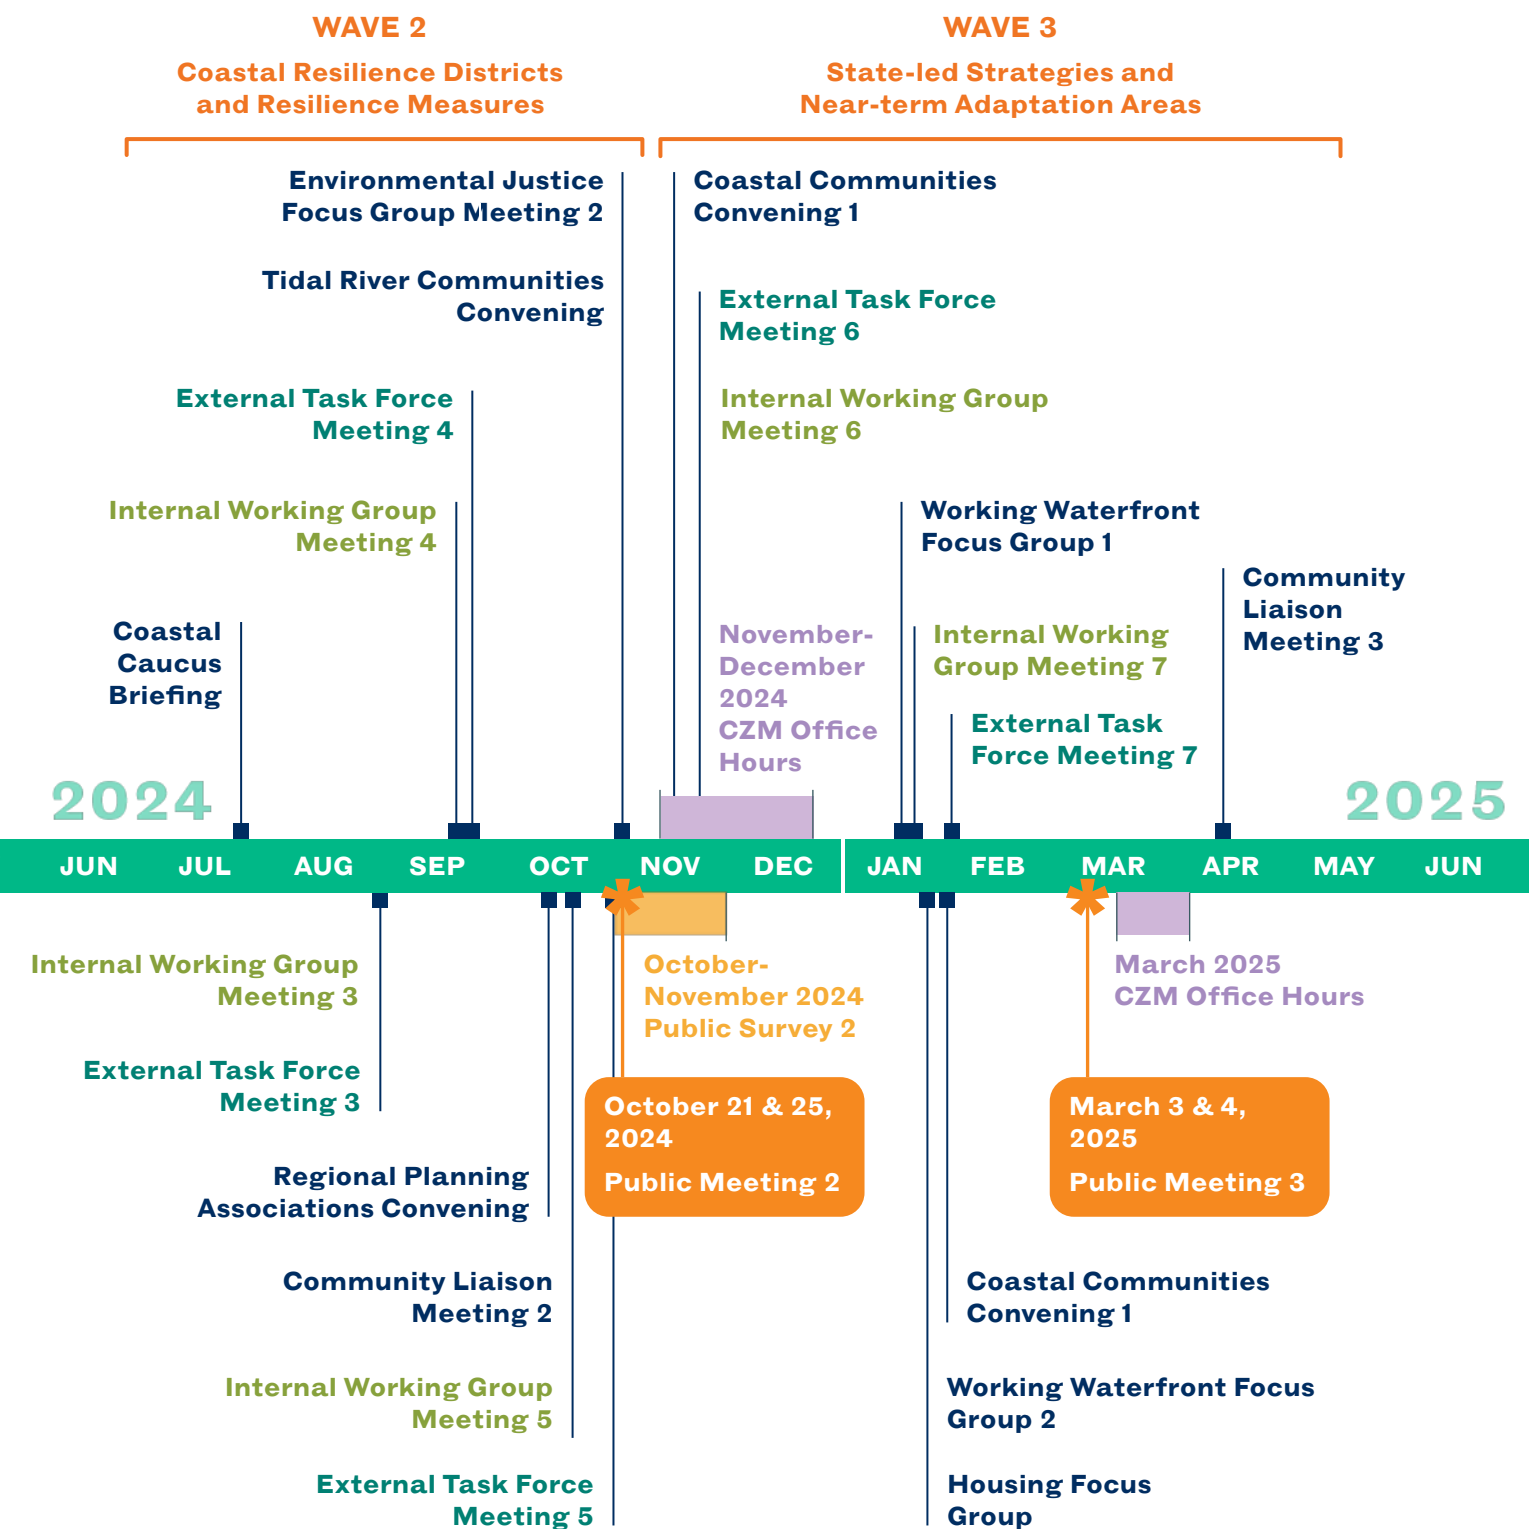 WAVE 2
Coastal Resilience Districts
and Resilience Measures
WAVE 3
State-led Strategies and
Near-term Adaptation Areas
Environmental Justice
Focus Group Meeting 2
Tidal River Communities
Convening
External Task Force
Meeting 4
Internal Working Group
Meeting 4
Coastal
Caucus
Briefing
Coastal Communities
Convening 1
External Task Force
Meeting 6
Internal Working Group
Meeting 6
Working Waterfront
Focus Group 1
Community
Liaison
Meeting 3
November-
December
2024
CZM Office
Hours
Internal Working
Group Meeting 7
External Task
Force Meeting 7
2024
2025
JUN JUL AUG SEP OCT NOV DEC JAN FEB MAR APR MAY JUN
Internal Working Group
Meeting 3
External Task Force
Meeting 3
Regional Planning
Associations Convening
Community Liaison
Meeting 2
Internal Working Group
Meeting 5
External Task Force
Meeting 5
October-
November 2024
Public Survey 2
October 21 & 25,
2024
Public Meeting 2
March 2025
CZM Office Hours
March 3 & 4,
2025
Public Meeting 3
Coastal Communities
Convening 1
Working Waterfront Focus
Group 2
Housing Focus
Group